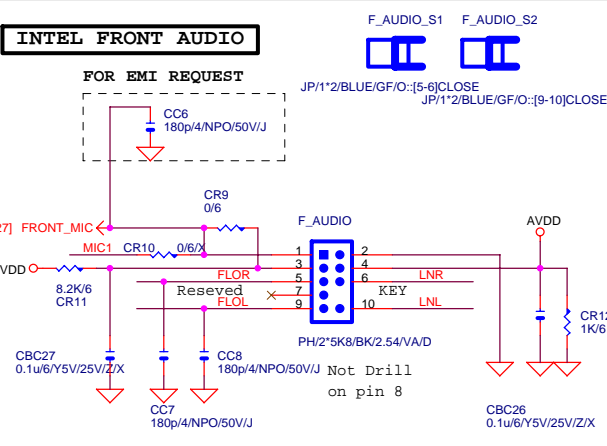 INTEL FRONT AUDIO
F_AUDIO_S1
F_AUDIO_S2
JP/1*2/BLUE/GF/O::[5-6]CLOSE
JP/1*2/BLUE/GF/O::[9-10]CLOSE
FOR EMI REQUEST
CC6
180p/4/NPO/50V/J
CR9
0/6
27] FRONT_MIC
MIC1
CR10
0/6/X
VDD
8.2K/6
CR11
F_AUDIO
AVDD
1
2
3
4
5
6
7
9
10
FLOR
Reseved
FLOL
LNR
KEY
LNL
PH/2*5K8/BK/2.54/VA/D
Not Drill
on pin 8
CR12
1K/6
CBC27
0.1u/6/Y5V/25V/Z/X
CC8
180p/4/NPO/50V/J
CC7
180p/4/NPO/50V/J
CBC26
0.1u/6/Y5V/25V/Z/X